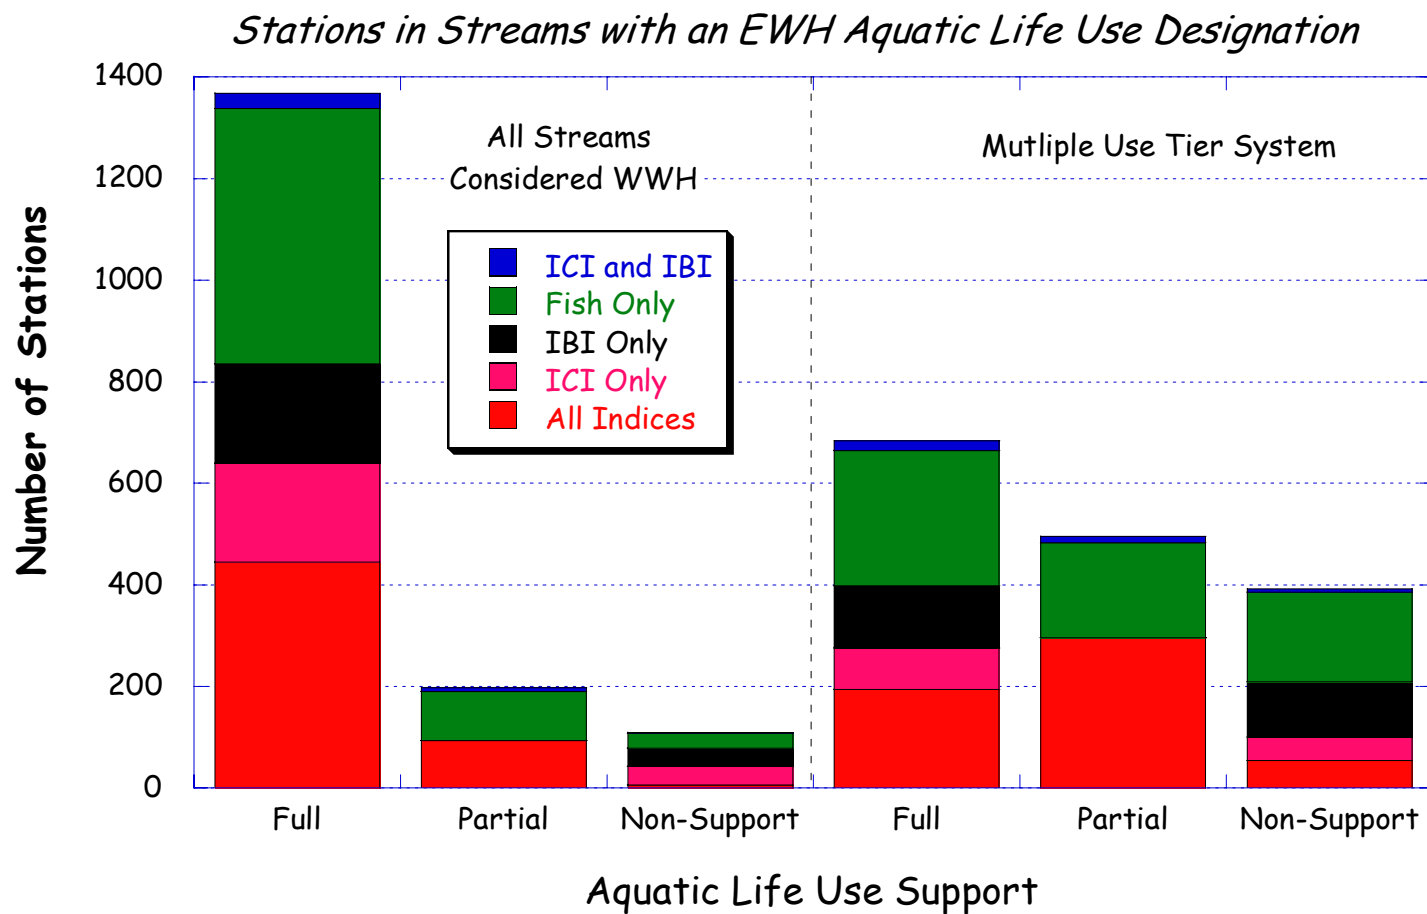 Stations in Streams with an EWH Aquatic Life Use Designation
1400
1200
1000
800
600
400
200
0
Number of Stations
All Streams
Considered WWH
Mutliple Use Tier System
ICI and IBI
Fish Only
IBI Only
ICI Only
All Indices
Full Partial Non-Support Full Partial Non-Support
Aquatic Life Use Support